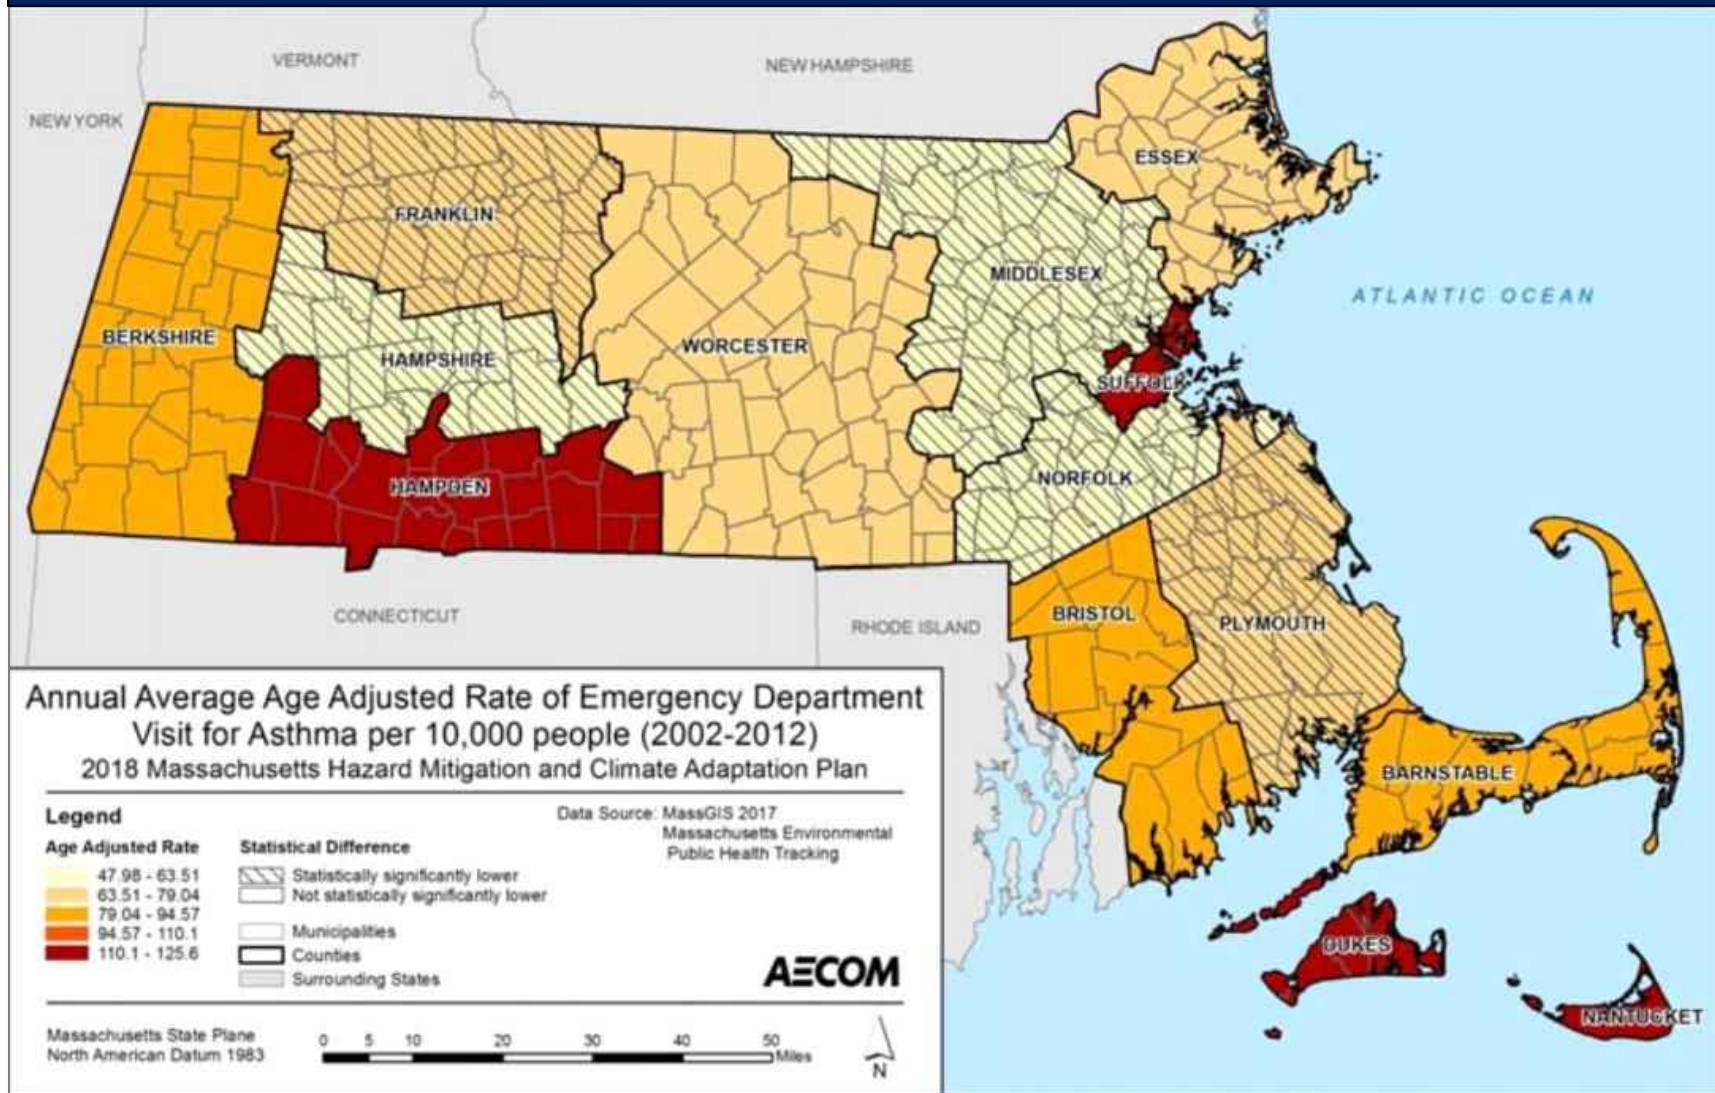 VERMONT
NEW HAMPSHIRE
NEW YORK
ESSEX
FRANKLIN
MIDDLESEX
ATLANTIC OCEAN
BERKSHIRE
HAMPSHIRE
WORCESTER
SUFFOLK
HAMPDEN
NORFOLK
CONNECTICUT
RHODE ISLAND
BRISTOL
PLYMOUTH
BARNSTABLE
DUKES
NANTUCKET
Annual Average Age Adjusted Rate of Emergency Department
Visit for Asthma per 10,000 people (2002-2012)
2018 Massachusetts Hazard Mitigation and Climate Adaptation Plan
Legend
Age Adjusted Rate
47.98 - 63.51
63.51 - 79.04
79.04 - 94.57
94.57 - 110.1
110.1 - 125.6
Statistical Difference
Statistically significantly lower
Not statistically significantly lower
Municipalities
Counties
Surrounding States
Data Source: MassGIS 2017
Massachusetts Environmental
Public Health Tracking
AECOM
Massachusetts State Plane
North American Datum 1983
0 5 10 20 30 40 50 Miles
N